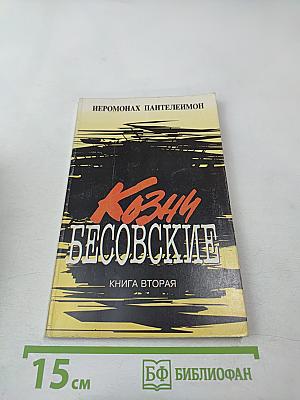 ИЕРОМОНАХ ПАНТЕЛЕИМОН
Козни
БЕСОВСКИЕ
КНИГА ВТОРАЯ
15 см
БФ БИБЛИОФАН